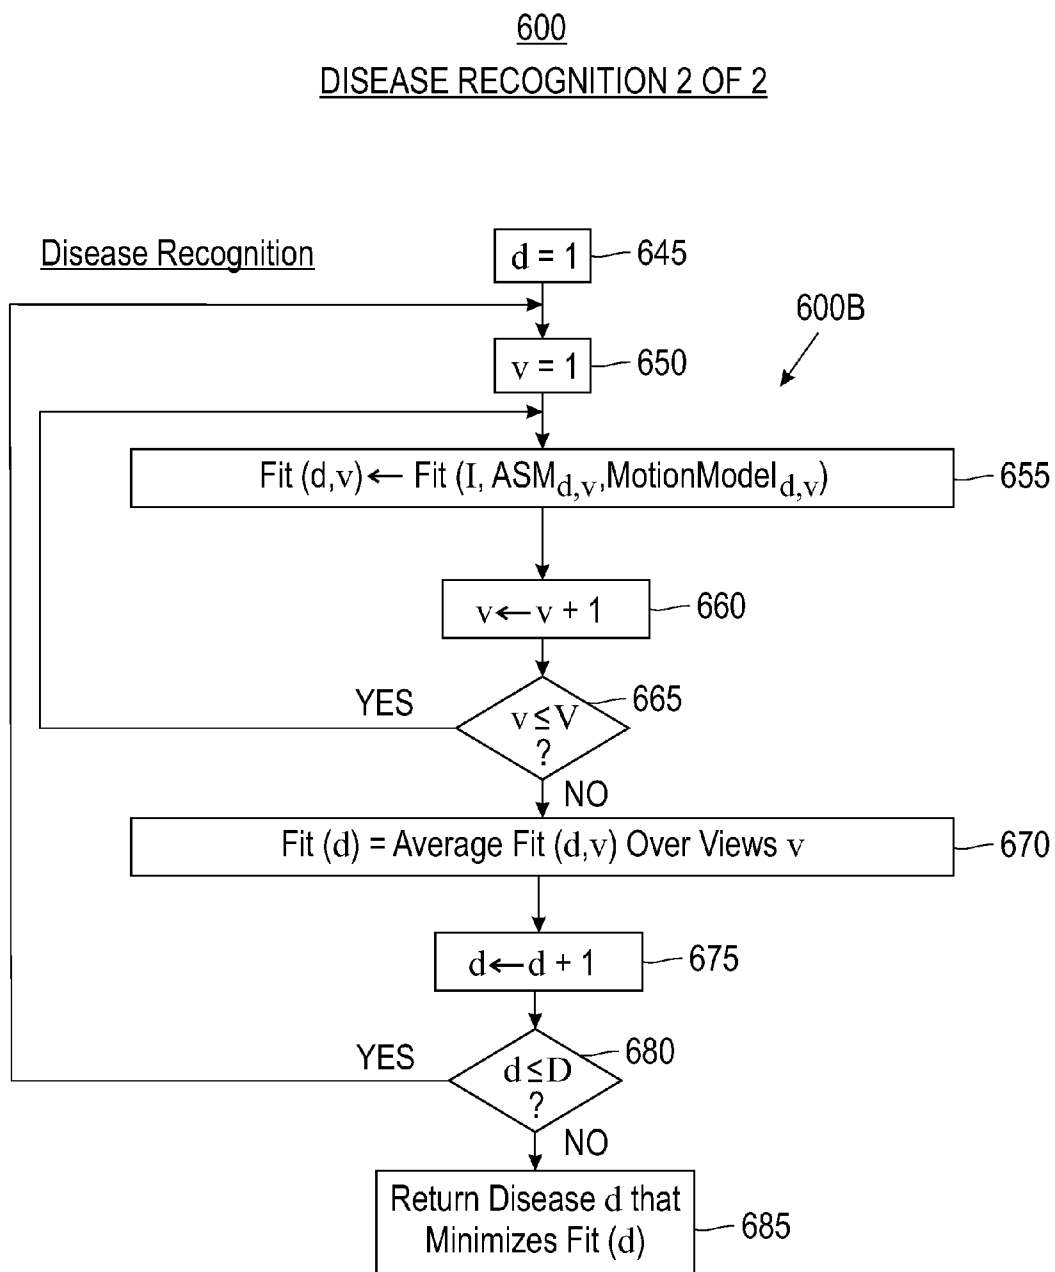 600
DISEASE RECOGNITION 2 OF 2
Disease Recognition
d = 1
645
600B
v = 1
650
Fit (d,v) ← Fit (I, ASM_d,v,MotionModel_d,v)
655
v ← v + 1
660
YES
v ≤ V
?
665
NO
Fit (d) = Average Fit (d,v) Over Views v
670
d ← d + 1
675
YES
d ≤ D
?
680
NO
Return Disease d that
Minimizes Fit (d)
685